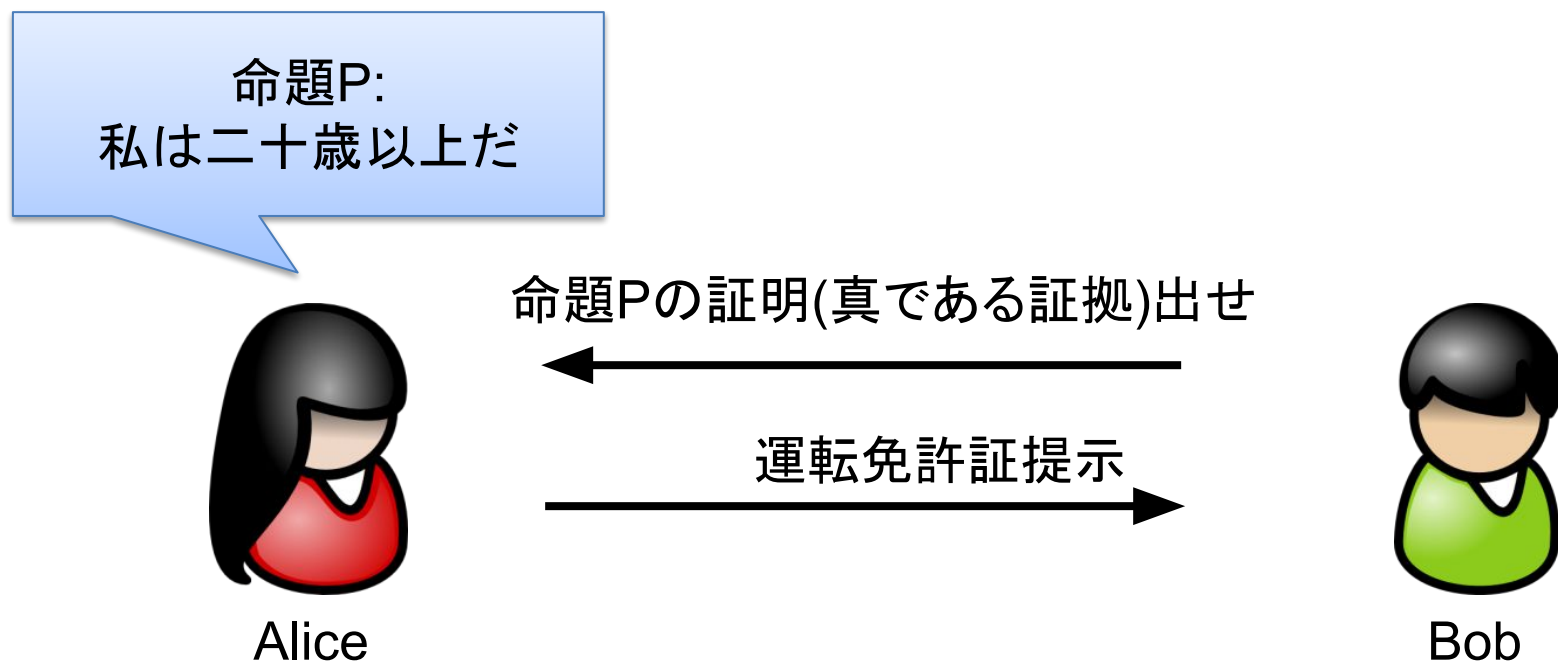 命題P:
私は二十歳以上だ
命題Pの証明(真である証拠)出せ
運転免許証提示
Alice
Bob